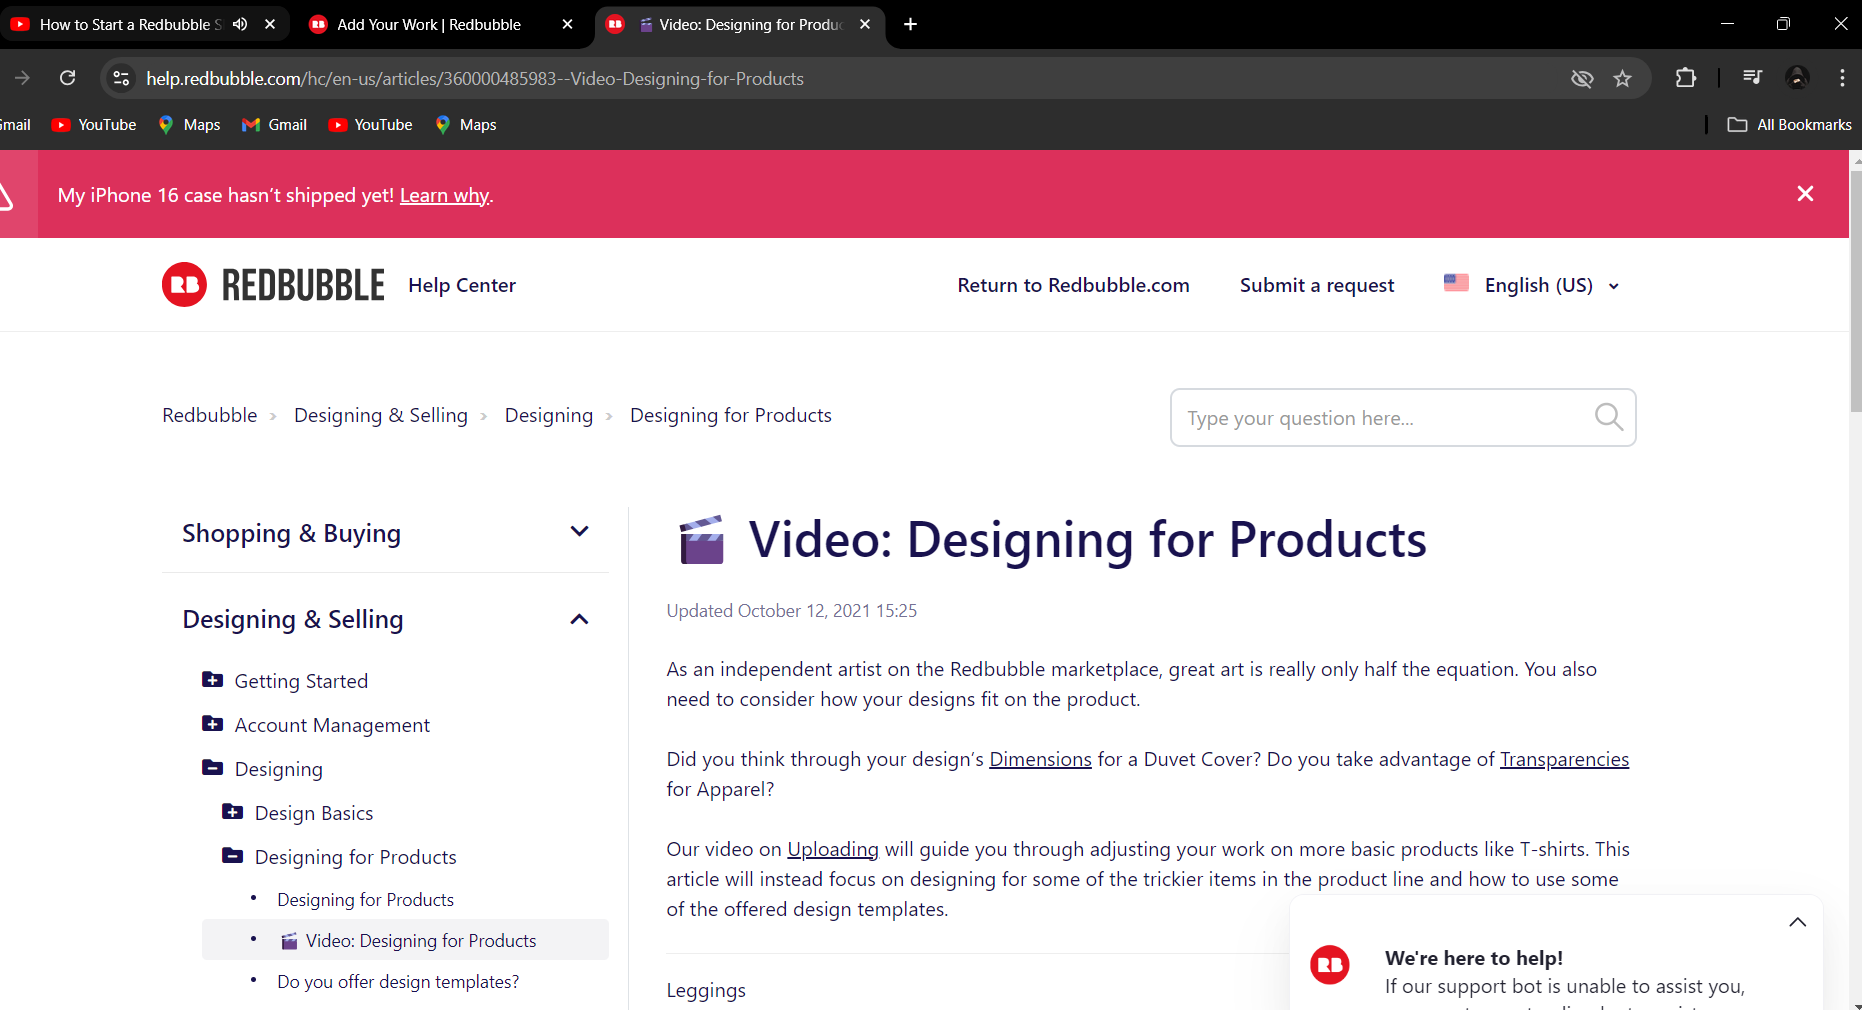 How to Start a Redbubble S
Add Your Work | Redbubble
Video: Designing for Produc
help.redbubble.com/hc/en-us/articles/360000485983--Video-Designing-for-Products
Gmail YouTube Maps Gmail YouTube Maps
All Bookmarks
My iPhone 16 case hasn’t shipped yet! Learn why.
RB REDBUBBLE Help Center
Return to Redbubble.com Submit a request English (US)
Redbubble > Designing & Selling > Designing > Designing for Products
Type your question here...
Shopping & Buying
Designing & Selling
Getting Started
Account Management
Designing
Design Basics
Designing for Products
• Designing for Products
• Video: Designing for Products
• Do you offer design templates?
Video: Designing for Products
Updated October 12, 2021 15:25
As an independent artist on the Redbubble marketplace, great art is really only half the equation. You also
need to consider how your designs fit on the product.
Did you think through your design’s Dimensions for a Duvet Cover? Do you take advantage of Transparencies
for Apparel?
Our video on Uploading will guide you through adjusting your work on more basic products like T-shirts. This
article will instead focus on designing for some of the trickier items in the product line and how to use some
of the offered design templates.
Leggings
RB
We're here to help!
If our support bot is unable to assist you,